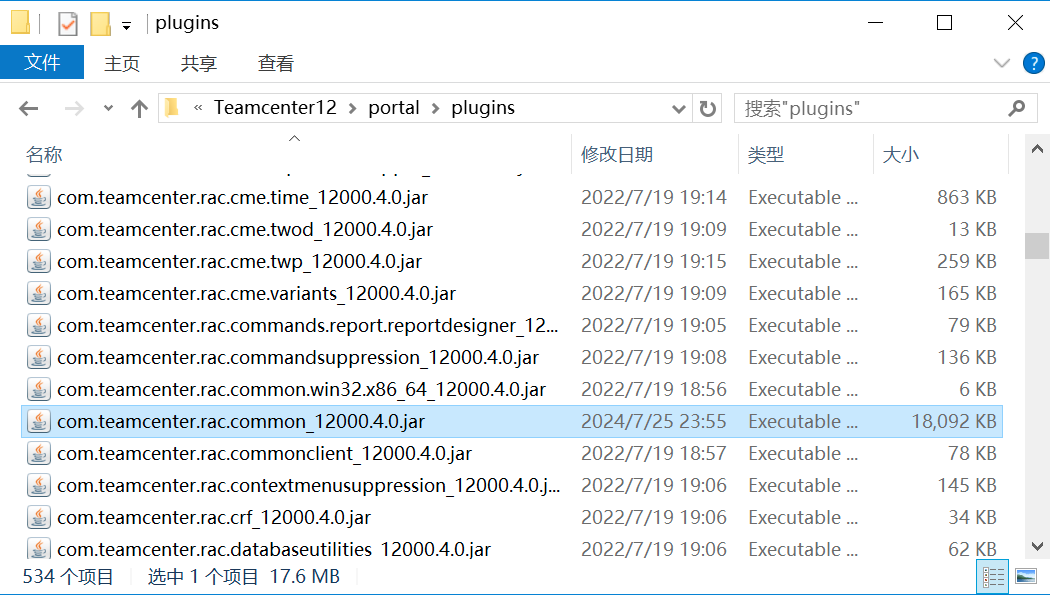 plugins
文件 主页 共享 查看
« Teamcenter12 > portal > plugins 搜索"plugins"
名称 修改日期 类型 大小
com.teamcenter.rac.cme.time_12000.4.0.jar 2022/7/19 19:14 Executable ... 863 KB
com.teamcenter.rac.cme.twod_12000.4.0.jar 2022/7/19 19:09 Executable ... 13 KB
com.teamcenter.rac.cme.twp_12000.4.0.jar 2022/7/19 19:15 Executable ... 259 KB
com.teamcenter.rac.cme.variants_12000.4.0.jar 2022/7/19 19:09 Executable ... 165 KB
com.teamcenter.rac.commands.report.reportdesigner_12... 2022/7/19 19:05 Executable ... 79 KB
com.teamcenter.rac.commandsuppression_12000.4.0.jar 2022/7/19 19:08 Executable ... 136 KB
com.teamcenter.rac.common.win32.x86_64_12000.4.0.jar 2022/7/19 18:56 Executable ... 6 KB
com.teamcenter.rac.common_12000.4.0.jar 2024/7/25 23:55 Executable ... 18,092 KB
com.teamcenter.rac.commonclient_12000.4.0.jar 2022/7/19 18:57 Executable ... 78 KB
com.teamcenter.rac.contextmenusuppression_12000.4.0.j... 2022/7/19 19:06 Executable ... 145 KB
com.teamcenter.rac.crf_12000.4.0.jar 2022/7/19 19:06 Executable ... 34 KB
com.teamcenter.rac.databaseutilities_12000.4.0.jar 2022/7/19 19:06 Executable ... 62 KB
534 个项目 选中 1 个项目 17.6 MB